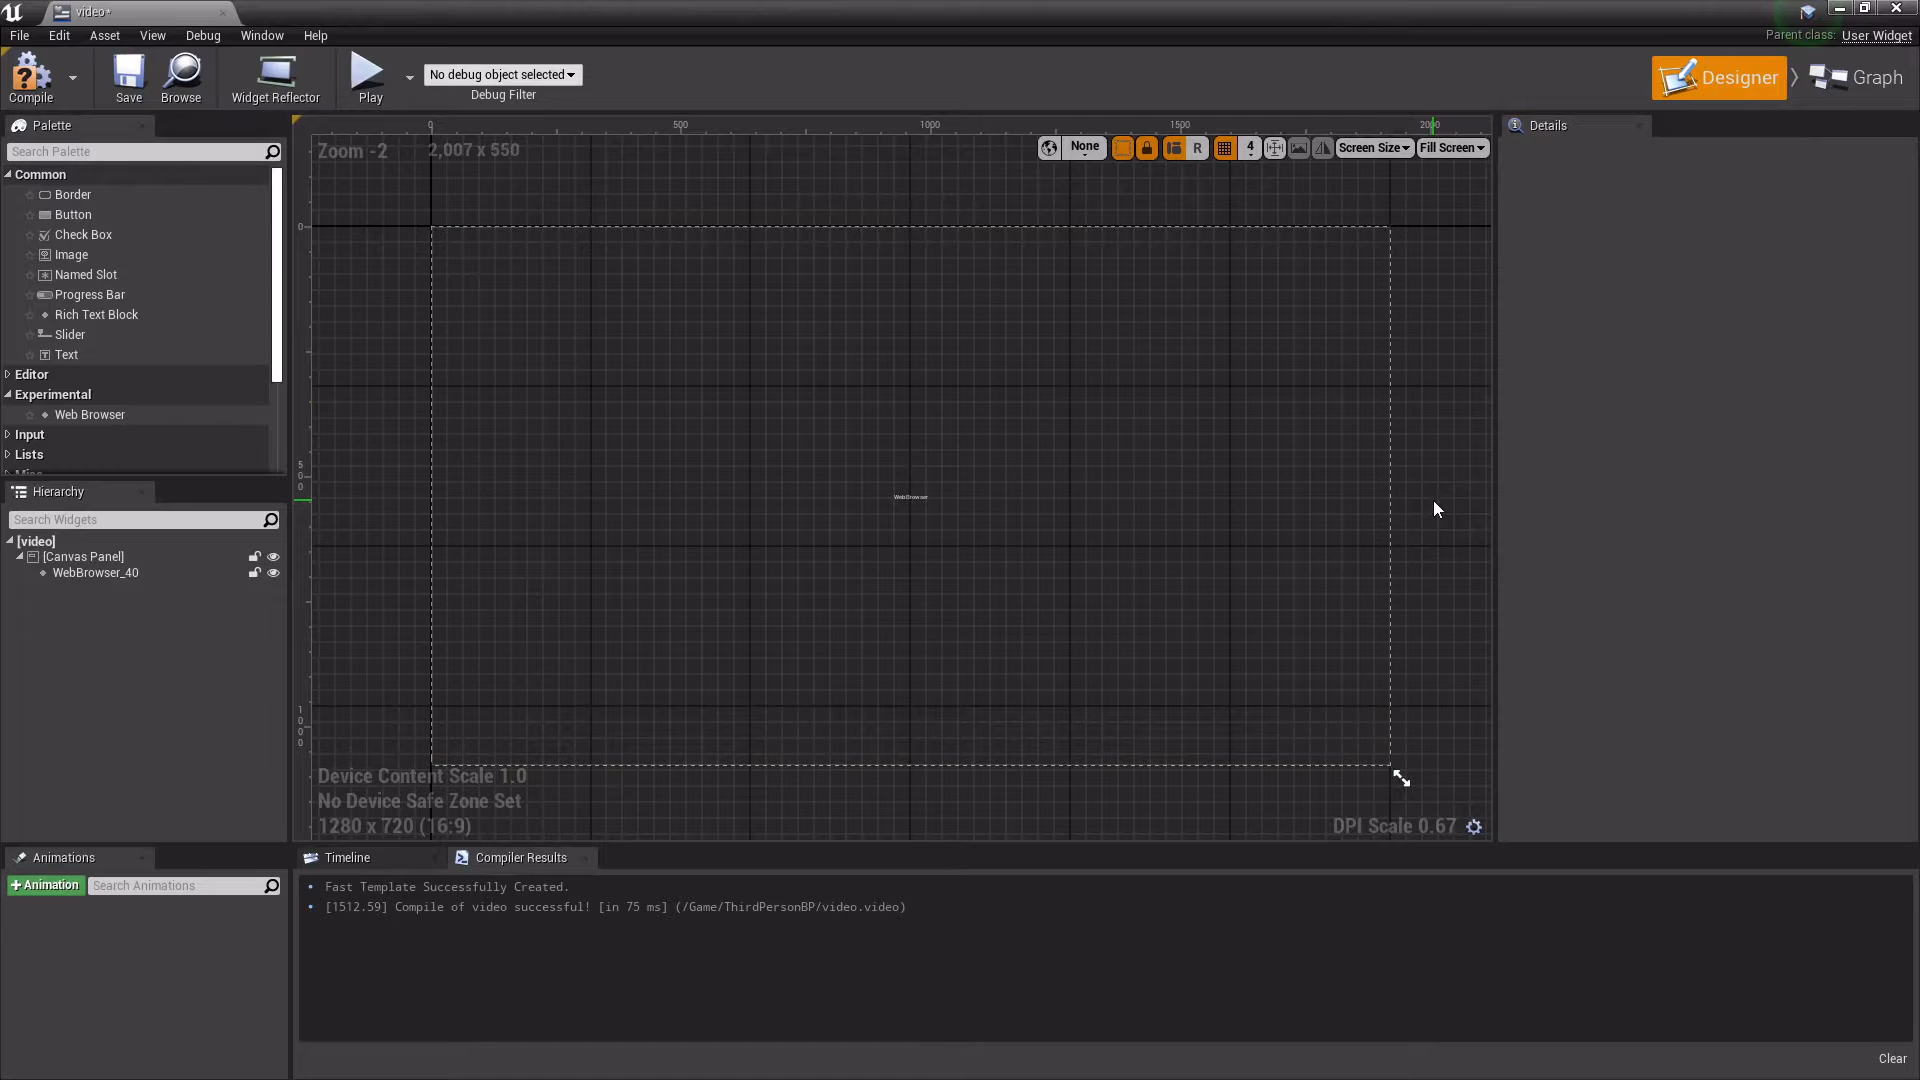 video*
File Edit Asset View Debug Window Help
Parent class: User Widget
Compile
Save
Browse
Widget Reflector
Play
No debug object selected
Debug Filter
Designer
Graph
Palette
Search Palette
Common
Border
Button
Check Box
Image
Named Slot
Progress Bar
Rich Text Block
Slider
Text
Editor
Experimental
Web Browser
Input
Lists
Hierarchy
Search Widgets
[video]
[Canvas Panel]
WebBrowser_40
Animations
+Animation
Search Animations
0 500 1000 1500 2000
Zoom -2 2,007 x 550
None R 4 Screen Size Fill Screen
0
500
1000
WebBrowser
Device Content Scale 1.0
No Device Safe Zone Set
1280 x 720 (16:9)
DPI Scale 0.67
Details
Timeline
Compiler Results
Fast Template Successfully Created.
[1512.59] Compile of video successful! [in 75 ms] (/Game/ThirdPersonBP/video.video)
Clear